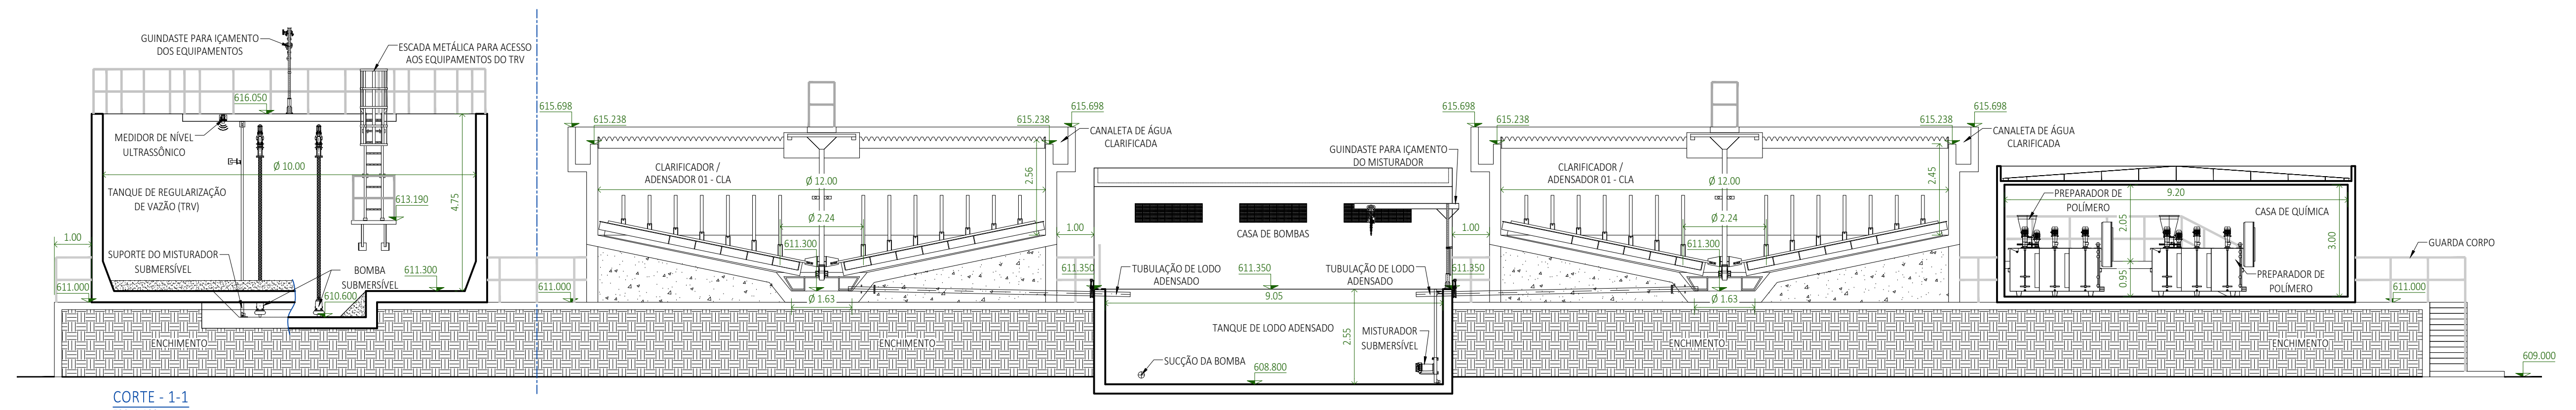 GUINDASTE PARA IÇAMENTO
DOS EQUIPAMENTOS
ESCADA METÁLICA PARA ACESSO
AOS EQUIPAMENTOS DO TRV
616.050
MEDIDOR DE NÍVEL
ULTRASSÔNICO
Ø 10.00
TANQUE DE REGULARIZAÇÃO
DE VAZÃO (TRV)
613.190
4.75
1.00
SUPORTE DO MISTURADOR
SUBMERSÍVEL
BOMBA
SUBMERSÍVEL
611.300
611.000
610.600
611.000
ENCHIMENTO
615.698
615.238
615.238
615.698
CANALETA DE ÁGUA
CLARIFICADA
CLARIFICADOR /
ADENSADOR 01 - CLA
Ø 12.00
2.56
Ø 2.24
611.300
Ø 1.63
1.00
611.350
ENCHIMENTO
GUINDASTE PARA IÇAMENTO
DO MISTURADOR
CASA DE BOMBAS
TUBULAÇÃO DE LODO
ADENSADO
611.350
TUBULAÇÃO DE LODO
ADENSADO
9.05
TANQUE DE LODO ADENSADO
2.55
MISTURADOR
SUBMERSÍVEL
SUCÇÃO DA BOMBA
608.800
1.00
611.350
615.698
615.238
615.238
615.698
CANALETA DE ÁGUA
CLARIFICADA
CLARIFICADOR /
ADENSADOR 01 - CLA
Ø 12.00
2.45
Ø 2.24
611.300
Ø 1.63
ENCHIMENTO
PREPARADOR DE
POLÍMERO
9.20
CASA DE QUÍMICA
2.05
3.00
0.95
PREPARADOR DE
POLÍMERO
GUARDA CORPO
611.000
ENCHIMENTO
609.000
CORTE - 1-1